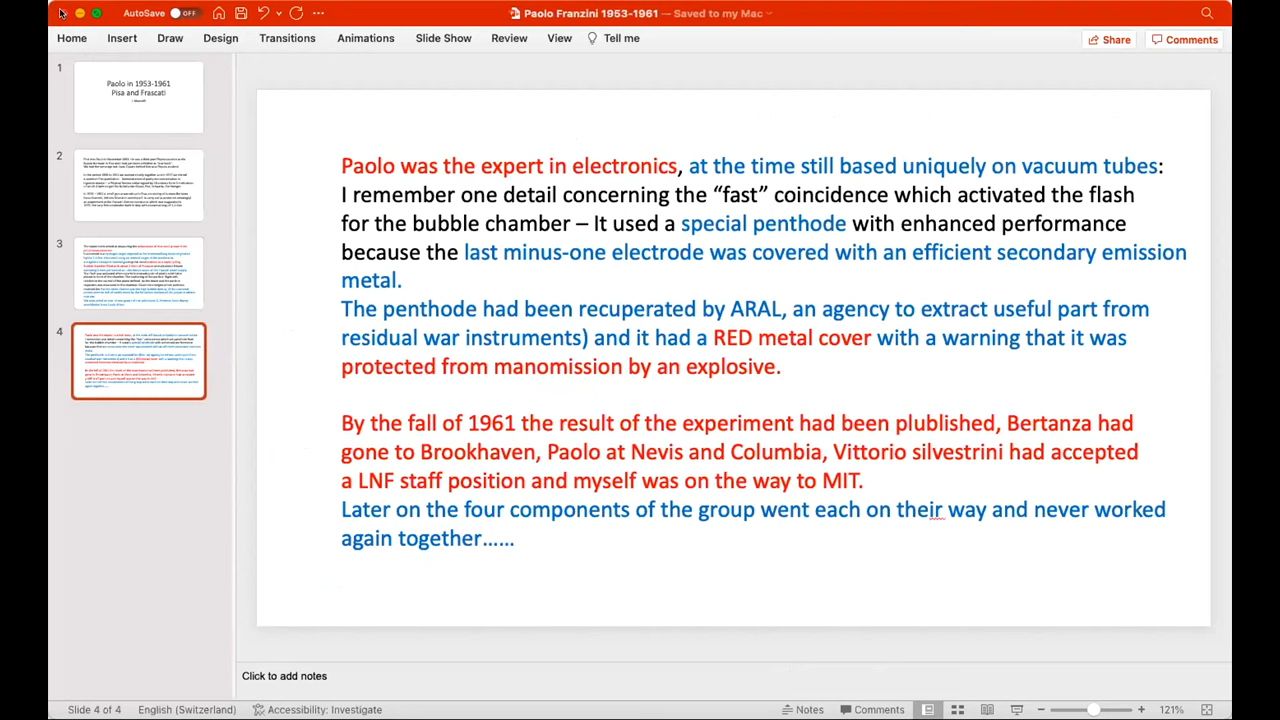 AutoSave OFF
Paolo Franzini 1953-1961 — Saved to my Mac
Home Insert Draw Design Transitions Animations Slide Show Review View Tell me
Share Comments
1
Paolo in 1953-1961
Pisa and Frascati
2
3
4
Paolo was the expert in electronics, at the time still based uniquely on vacuum tubes:
I remember one detail concerning the “fast” coincidence which activated the flash
for the bubble chamber – It used a special penthode with enhanced performance
because the last minus-one electrode was covered with an efficient secondary emission
metal.
The penthode had been recuperated by ARAL, an agency to extract useful part from
residual war instruments) and it had a RED metal cover with a warning that it was
protected from manomission by an explosive.
By the fall of 1961 the result of the experiment had been plublished, Bertanza had
gone to Brookhaven, Paolo at Nevis and Columbia, Vittorio silvestrini had accepted
a LNF staff position and myself was on the way to MIT.
Later on the four components of the group went each on their way and never worked
again together……
Click to add notes
Slide 4 of 4 English (Switzerland) Accessibility: Investigate Notes Comments 121%